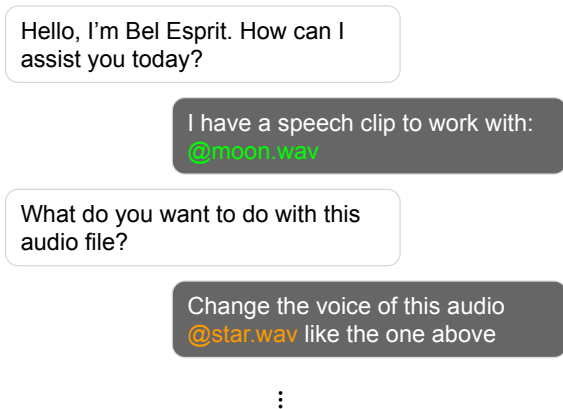 Hello, I’m Bel Esprit. How can I
assist you today?
I have a speech clip to work with:
@moon.wav
What do you want to do with this
audio file?
Change the voice of this audio
@star.wav like the one above
⋮